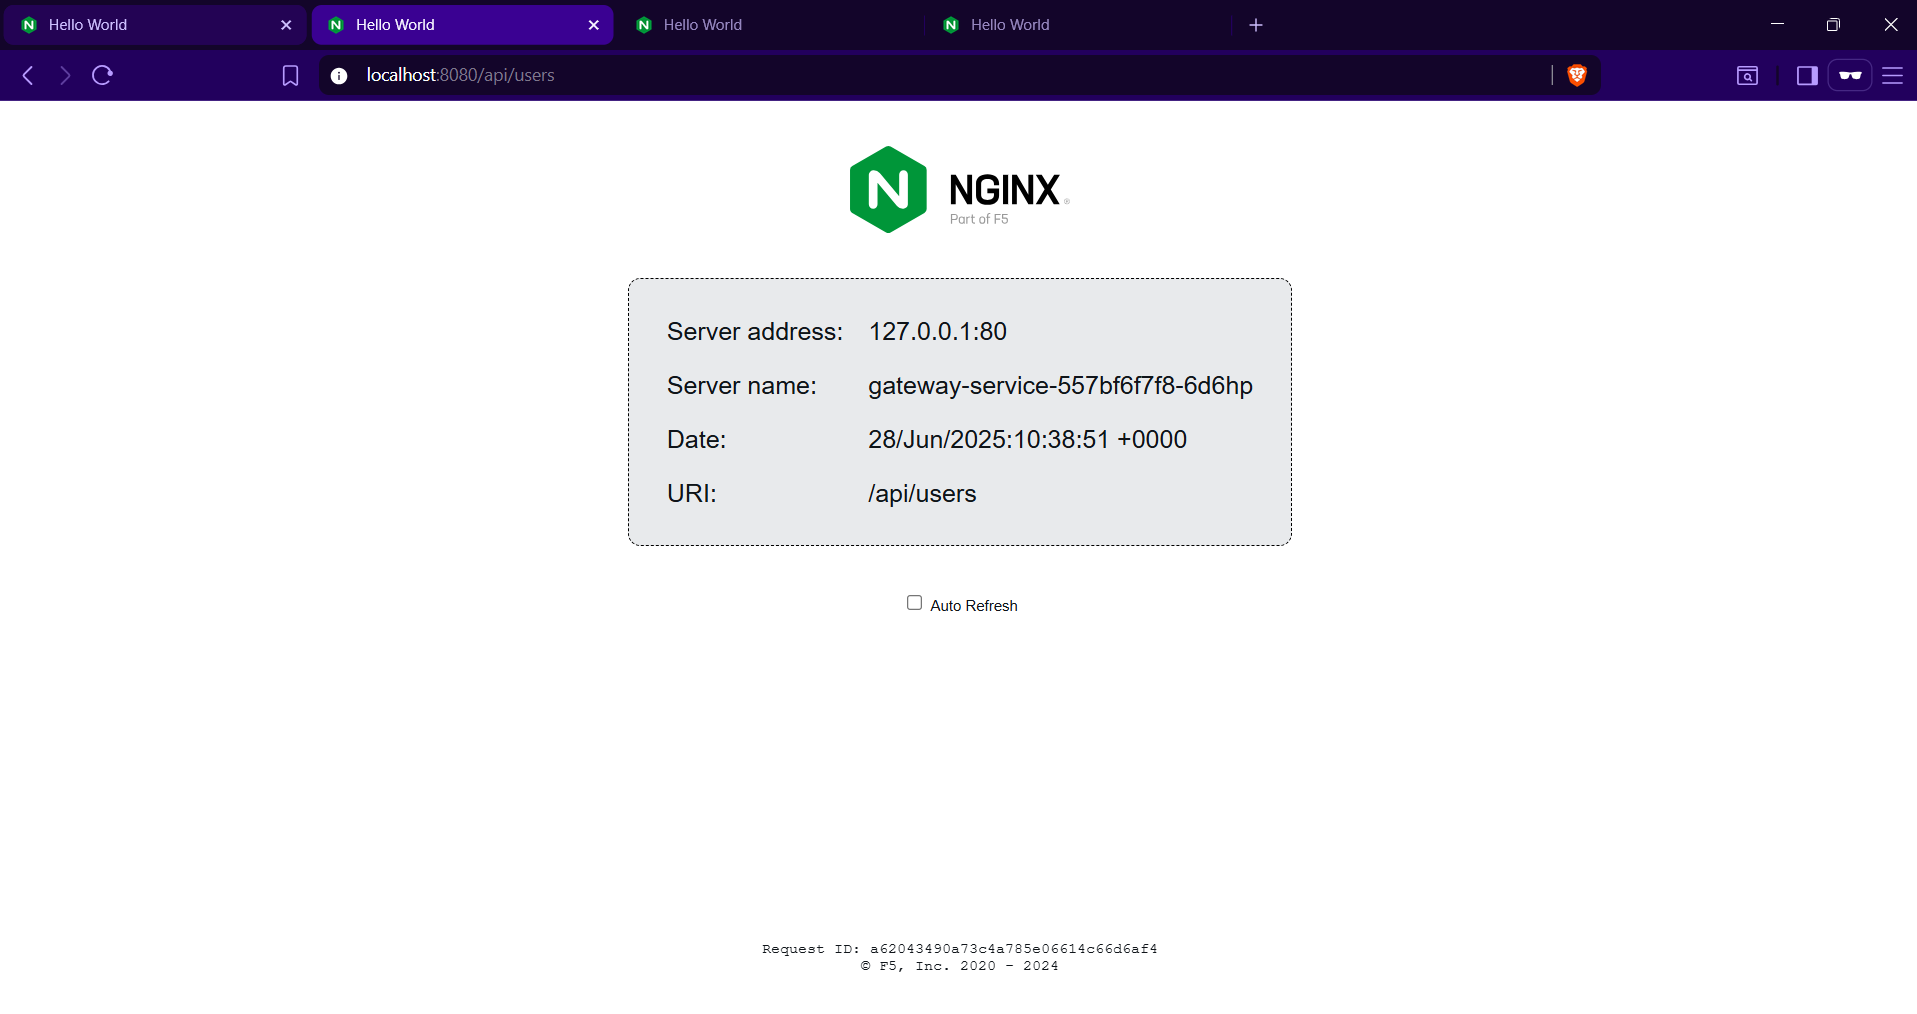 Hello World
Hello World
Hello World
Hello World
localhost:8080/api/users
N NGINX®
Part of F5
Server address: 127.0.0.1:80
Server name: gateway-service-557bf6f7f8-6d6hp
Date: 28/Jun/2025:10:38:51 +0000
URI: /api/users
Auto Refresh
Request ID: a62043490a73c4a785e06614c66d6af4
© F5, Inc. 2020 - 2024